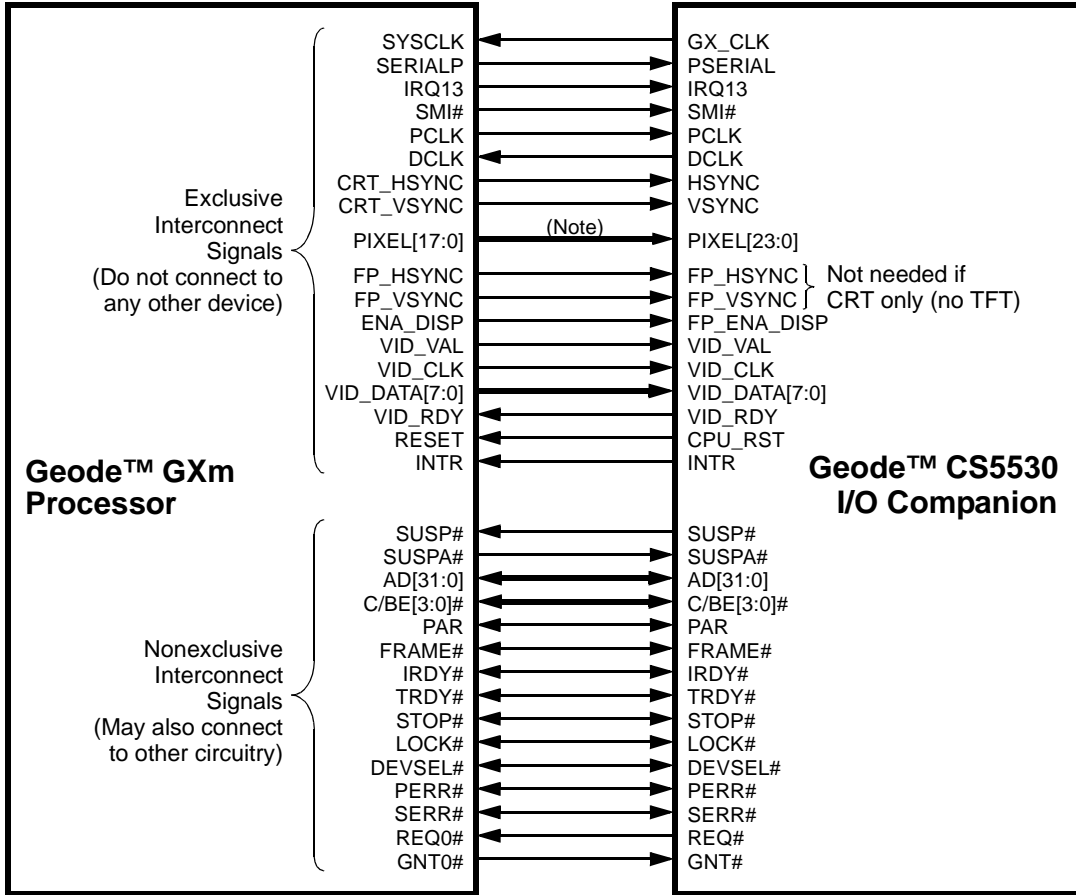 SYSCLK GX_CLK
SERIALP PSERIAL
IRQ13 IRQ13
SMI# SMI#
PCLK PCLK
DCLK DCLK
CRT_HSYNC HSYNC
CRT_VSYNC VSYNC
PIXEL[17:0] (Note) PIXEL[23:0]
FP_HSYNC FP_HSYNC
FP_VSYNC FP_VSYNC
ENA_DISP FP_ENA_DISP
VID_VAL VID_VAL
VID_CLK VID_CLK
VID_DATA[7:0] VID_DATA[7:0]
VID_RDY VID_RDY
RESET CPU_RST
INTR INTR
Exclusive
Interconnect
Signals
(Do not connect to
any other device)
Not needed if
CRT only (no TFT)
Geode™ GXm
Processor
Geode™ CS5530
I/O Companion
SUSP# SUSP#
SUSPA# SUSPA#
AD[31:0] AD[31:0]
C/BE[3:0]# C/BE[3:0]#
PAR PAR
FRAME# FRAME#
IRDY# IRDY#
TRDY# TRDY#
STOP# STOP#
LOCK# LOCK#
DEVSEL# DEVSEL#
PERR# PERR#
SERR# SERR#
REQ0# REQ#
GNT0# GNT#
Nonexclusive
Interconnect
Signals
(May also connect
to other circuitry)